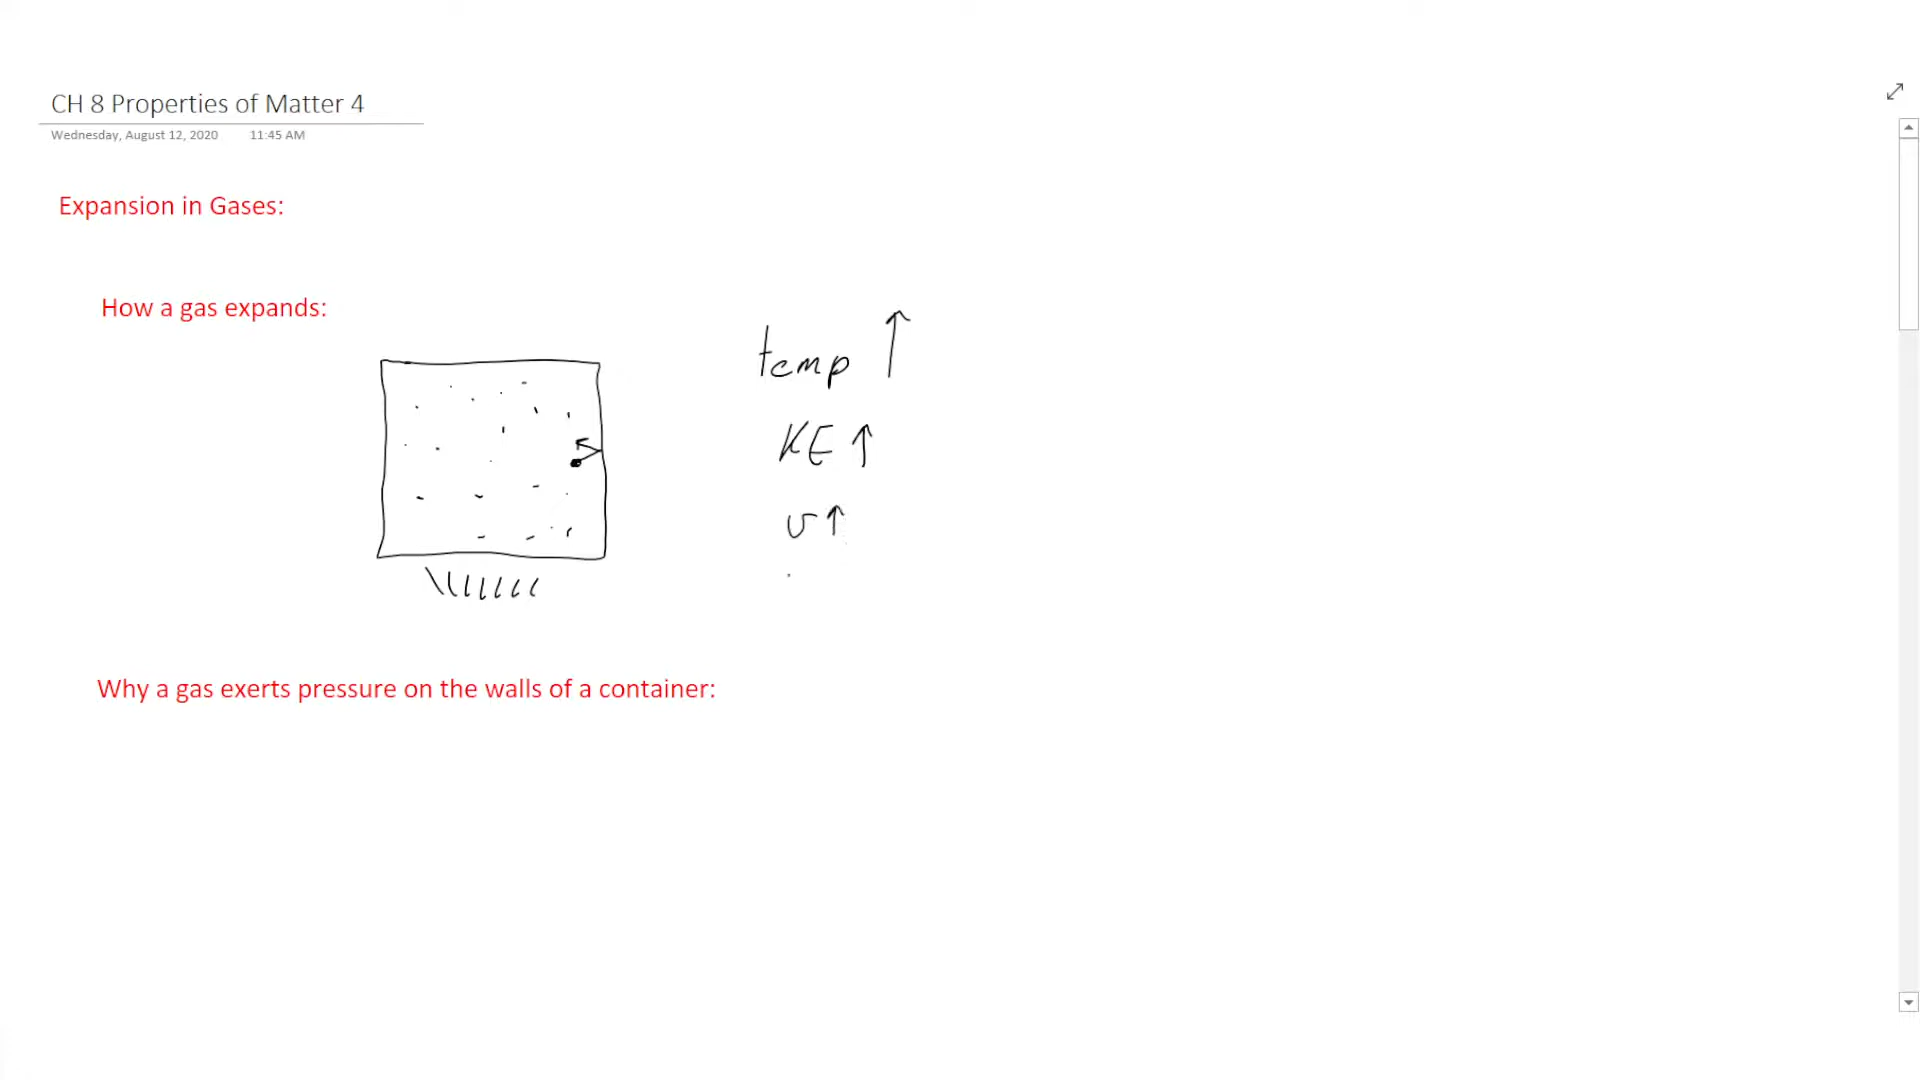 CH 8 Properties of Matter 4
Wednesday, August 12, 2020 11:45 AM
Expansion in Gases:
How a gas expands:
temp ↑
KE ↑
v ↑
Why a gas exerts pressure on the walls of a container: